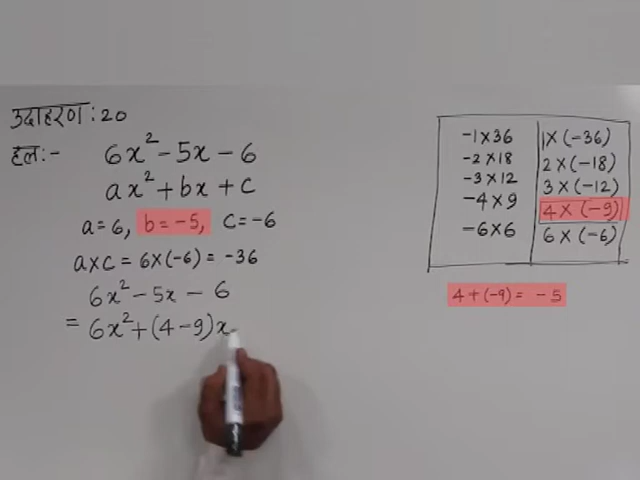 उदाहरण: 20
हल:-
6x² - 5x - 6
ax² + bx + c
a = 6, b = -5, c = -6
a×c = 6×(-6) = -36
6x² - 5x - 6
= 6x² + (4 - 9)x
-1×36
-2×18
-3×12
-4×9
-6×6
1×(-36)
2×(-18)
3×(-12)
4×(-9)
6×(-6)
4+(-9) = -5